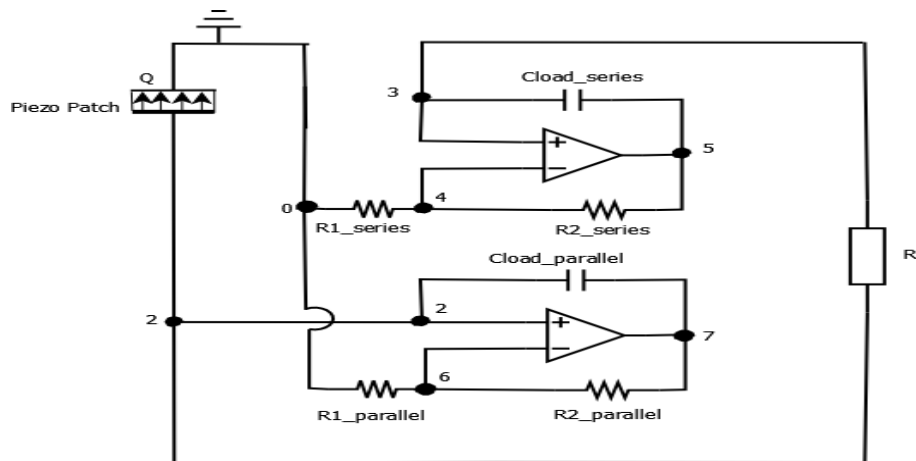 Q
Piezo Patch
Cload_series
3
+
−
5
4
0
R1_series
R2_series
Cload_parallel
R
2
2
+
−
7
6
R1_parallel
R2_parallel